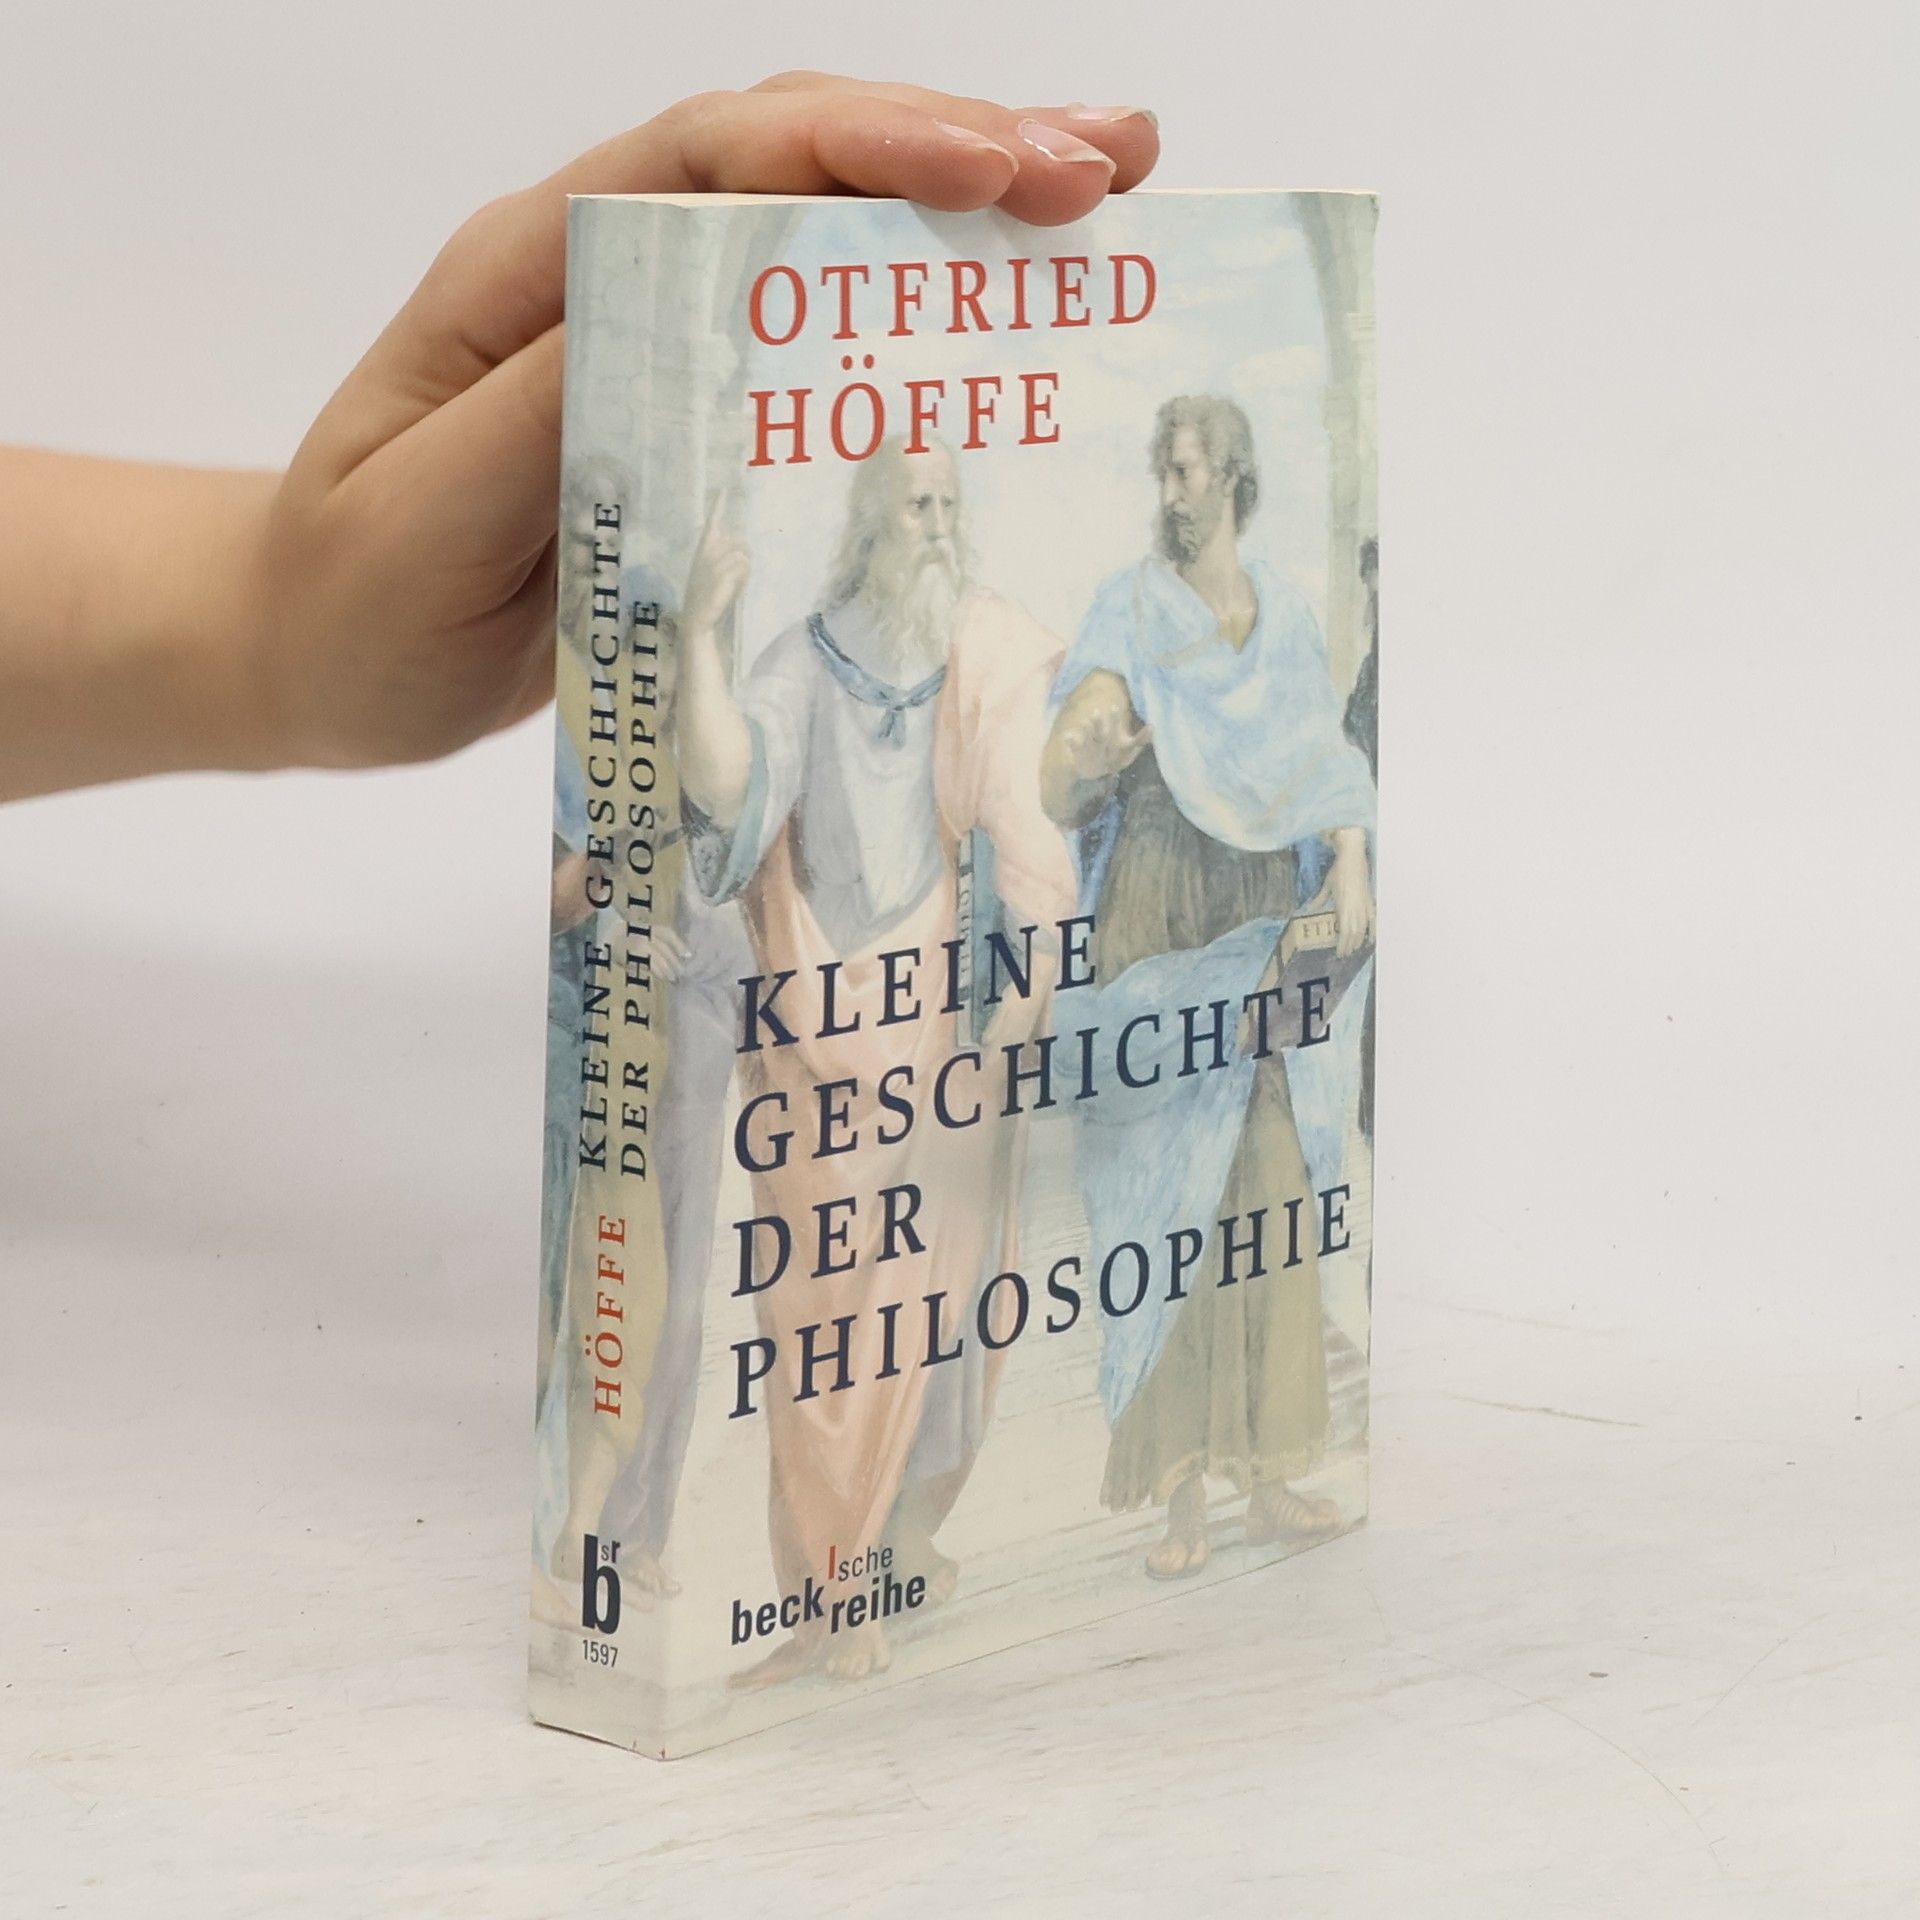 OTFRIED
HÖFFE
KLEINE
GESCHICHTE
DER
PHILOSOPHIE
beck'sche
reihe
HÖFFE
KLEINE GESCHICHTE
DER PHILOSOPHIE
bsr
1597